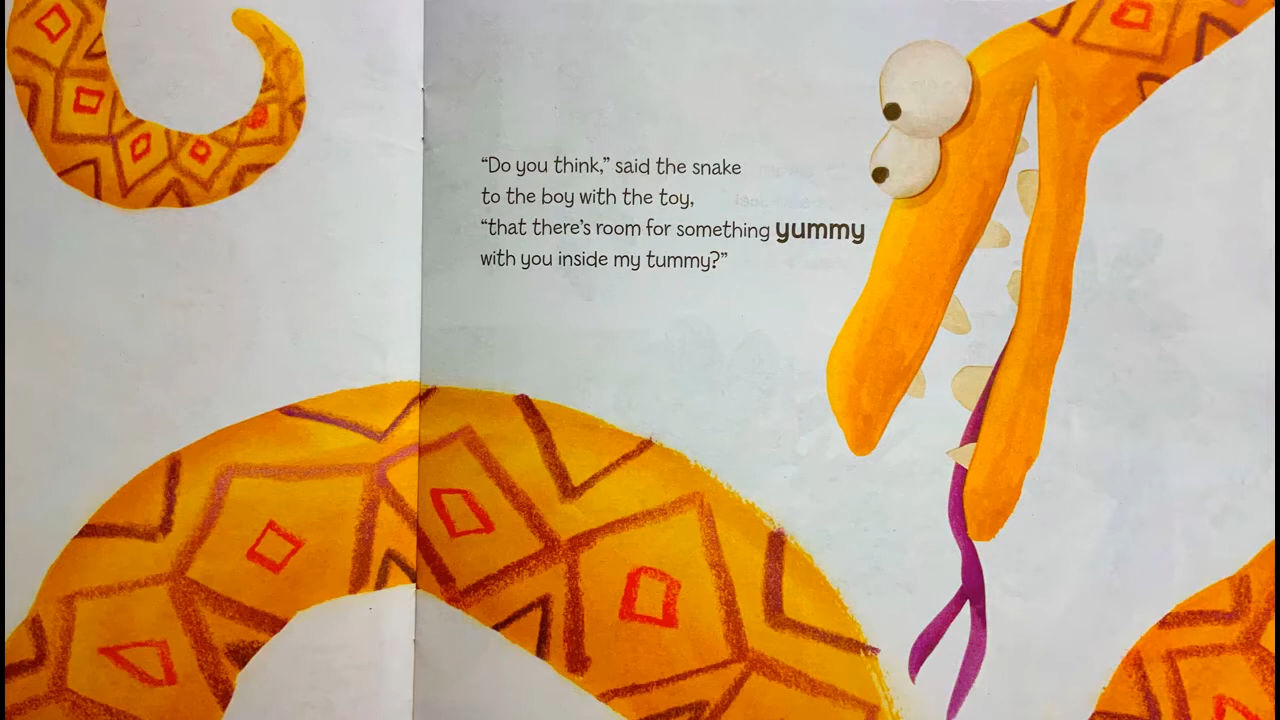 “Do you think,” said the snake
to the boy with the toy,
“that there’s room for something yummy
with you inside my tummy?”